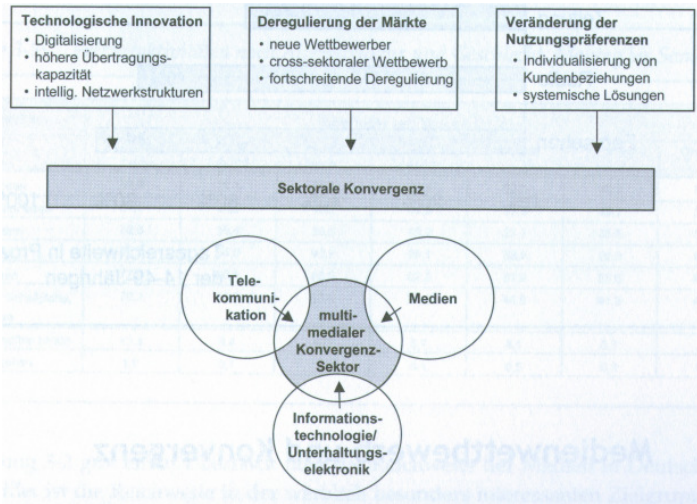 Technologische Innovation
• Digitalisierung
• höhere Übertragungs-
kapazität
• intellig. Netzwerkstrukturen
Deregulierung der Märkte
• neue Wettbewerber
• cross-sektoraler Wettbewerb
• fortschreitende Deregulierung
Veränderung der
Nutzungspräferenzen
• Individualisierung von
Kundenbeziehungen
• systemische Lösungen
Sektorale Konvergenz
Tele-
kommuni-
kation
Medien
multi-
medialer
Konvergenz-
Sektor
Informations-
technologie/
Unterhaltungs-
elektronik